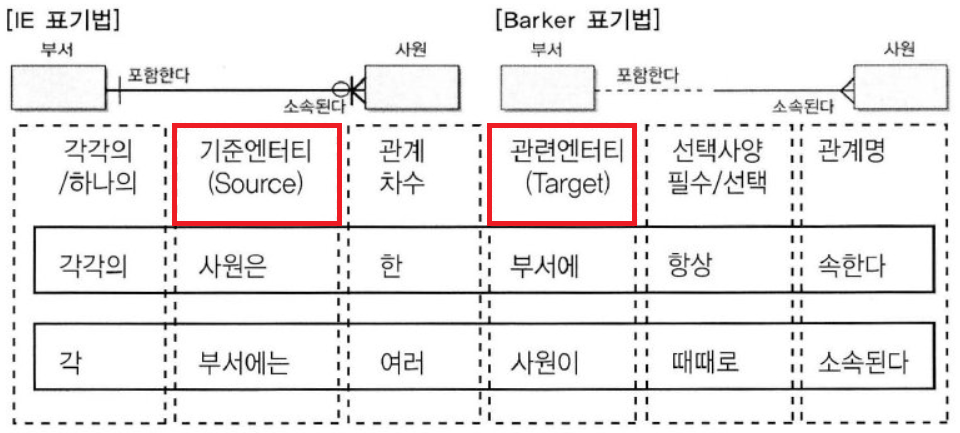 [IE 표기법] [Barker 표기법]
부서 사원 부서 사원
포함한다 포함한다
소속된다 소속된다
각각의 기준엔터티 관계 관련엔터티 선택사양 관계명
/하나의 (Source) 차수 (Target) 필수/선택
각각의 사원은 한 부서에 항상 속한다
각 부서에는 여러 사원이 때때로 소속된다